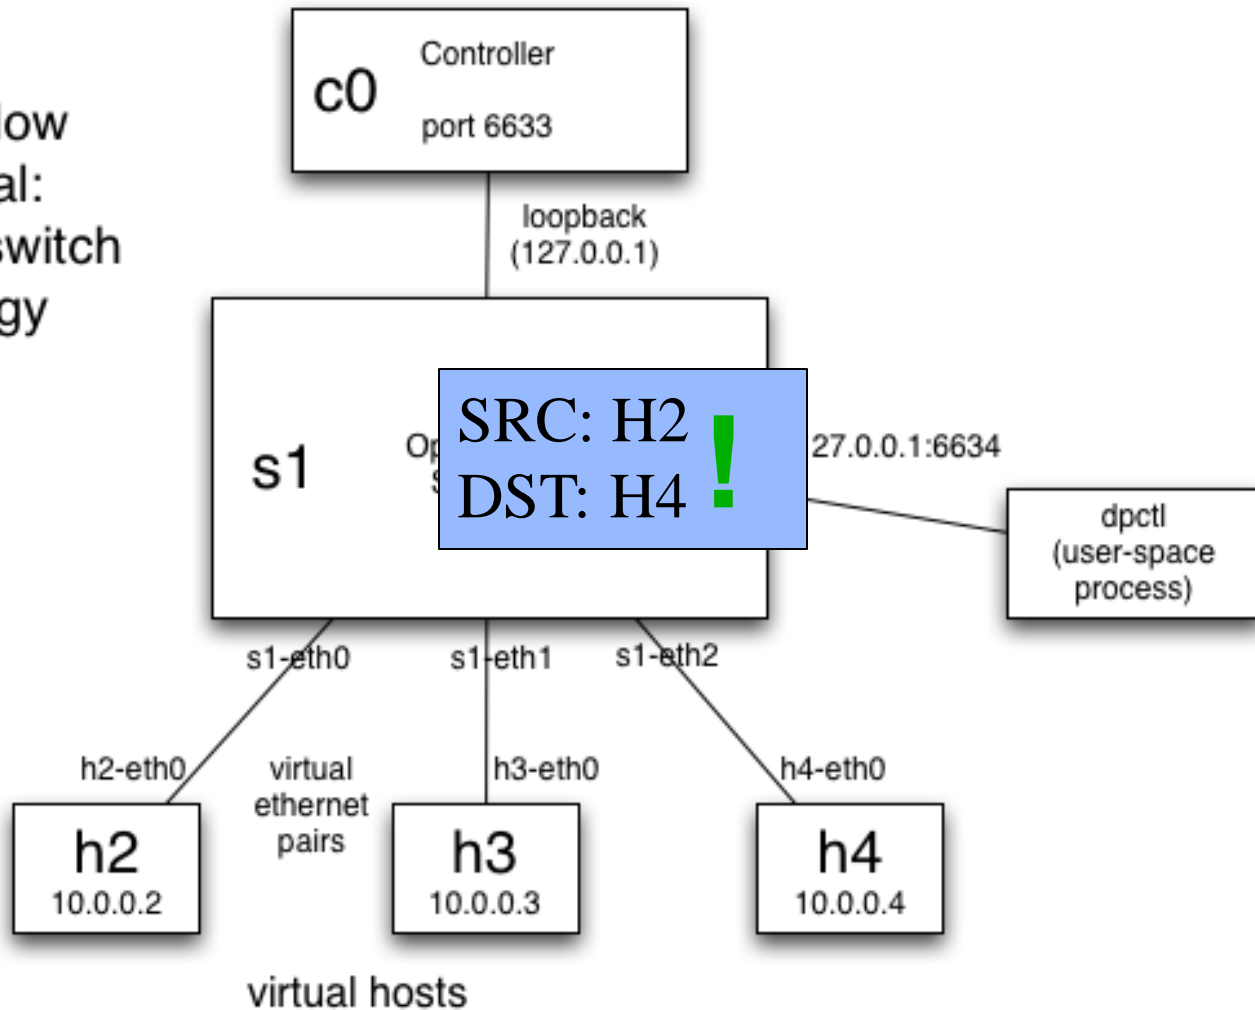 Controller
c0
port 6633
low
al:
switch
gy
loopback
(127.0.0.1)
s1
Op
SRC: H2 !
DST: H4
27.0.0.1:6634
dpctl
(user-space
process)
s1-eth0
s1-eth1
s1-eth2
h2-eth0
virtual
ethernet
pairs
h3-eth0
h4-eth0
h2
10.0.0.2
h3
10.0.0.3
h4
10.0.0.4
virtual hosts